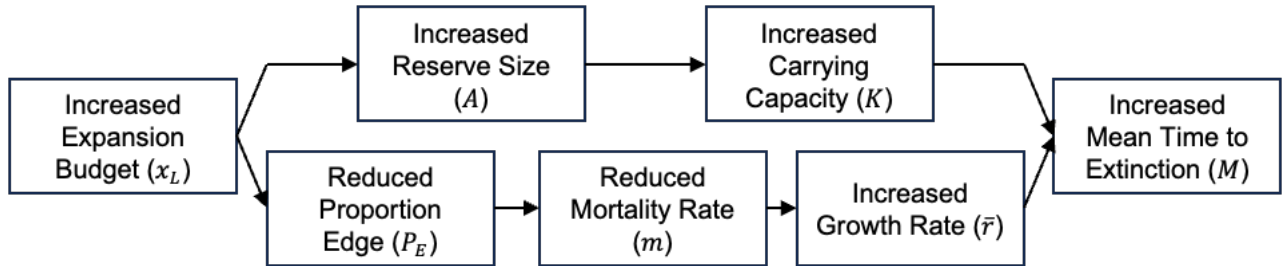 Increased
Expansion
Budget (x_L)
Increased
Reserve Size
(A)
Increased
Carrying
Capacity (K)
Reduced
Proportion
Edge (P_E)
Reduced
Mortality Rate
(m)
Increased
Growth Rate (r̄)
Increased
Mean Time to
Extinction (M)